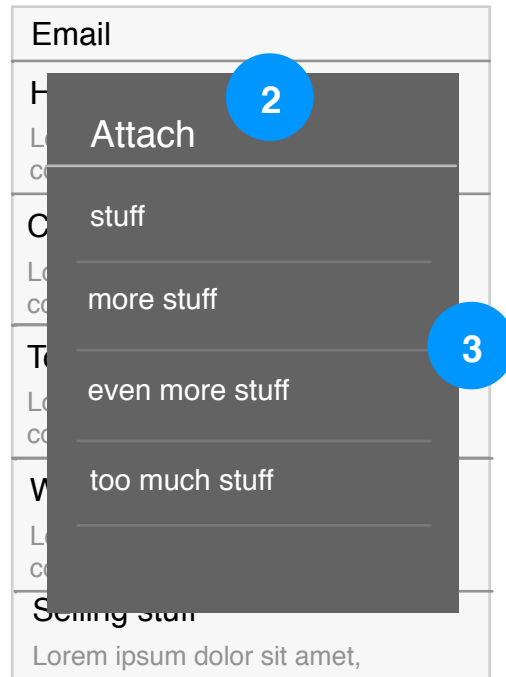 Email
2
Attach
stuff
more stuff
3
even more stuff
too much stuff
Selling stuff
Lorem ipsum dolor sit amet,